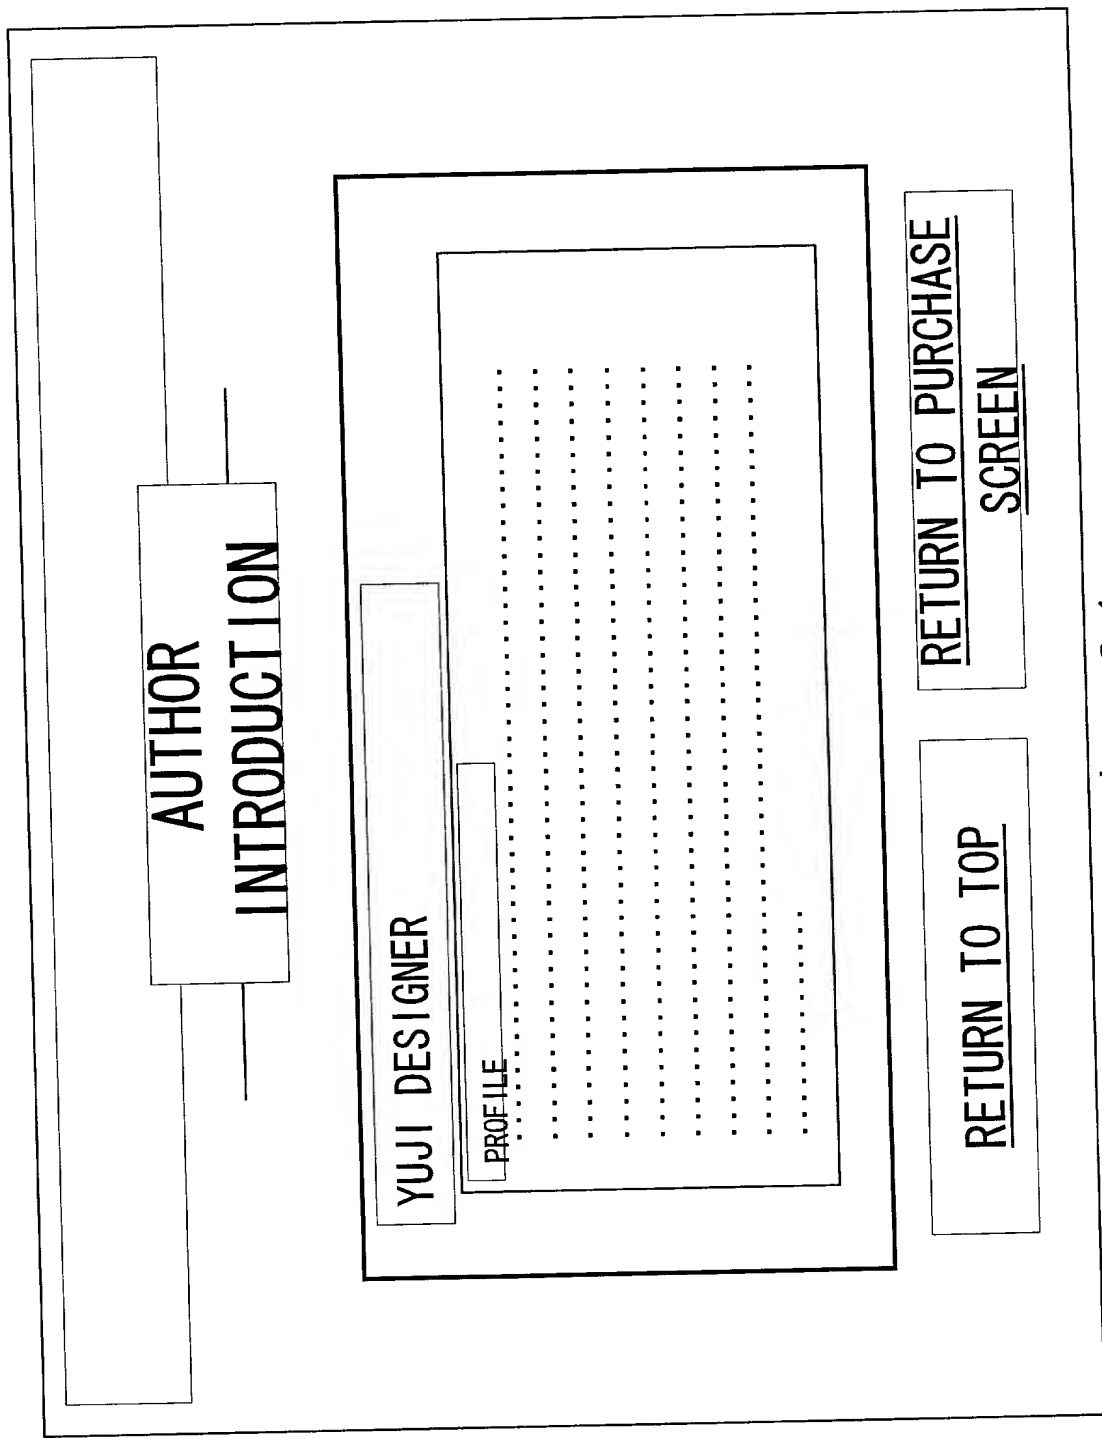 AUTHOR
INTRODUCTION
YUJI DESIGNER
PROFILE
RETURN TO TOP
RETURN TO PURCHASE
SCREEN